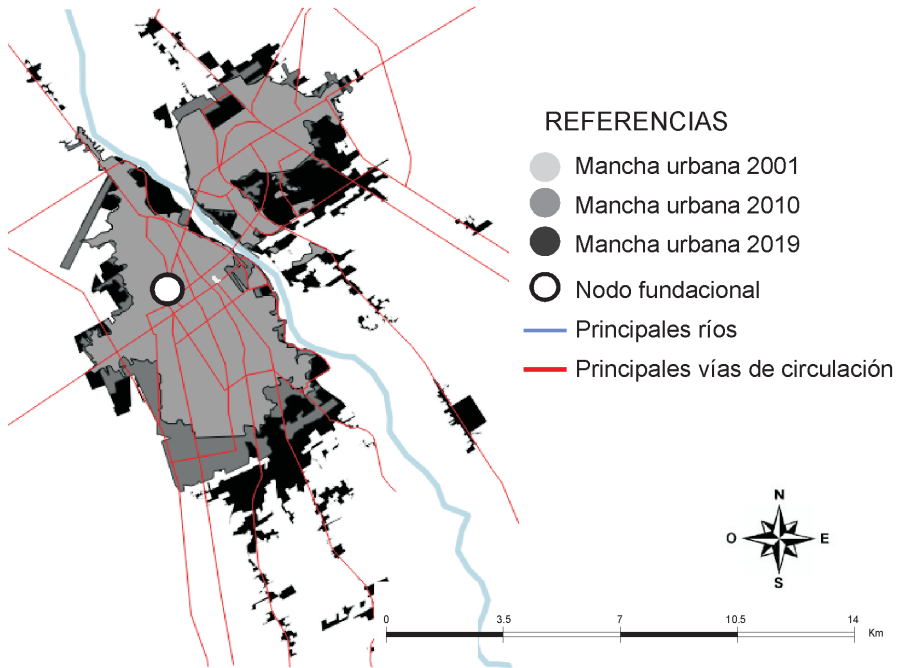 REFERENCIAS
Mancha urbana 2001
Mancha urbana 2010
Mancha urbana 2019
Nodo fundacional
Principales ríos
Principales vías de circulación
N
O E
S
0 3.5 7 10.5 14
Km